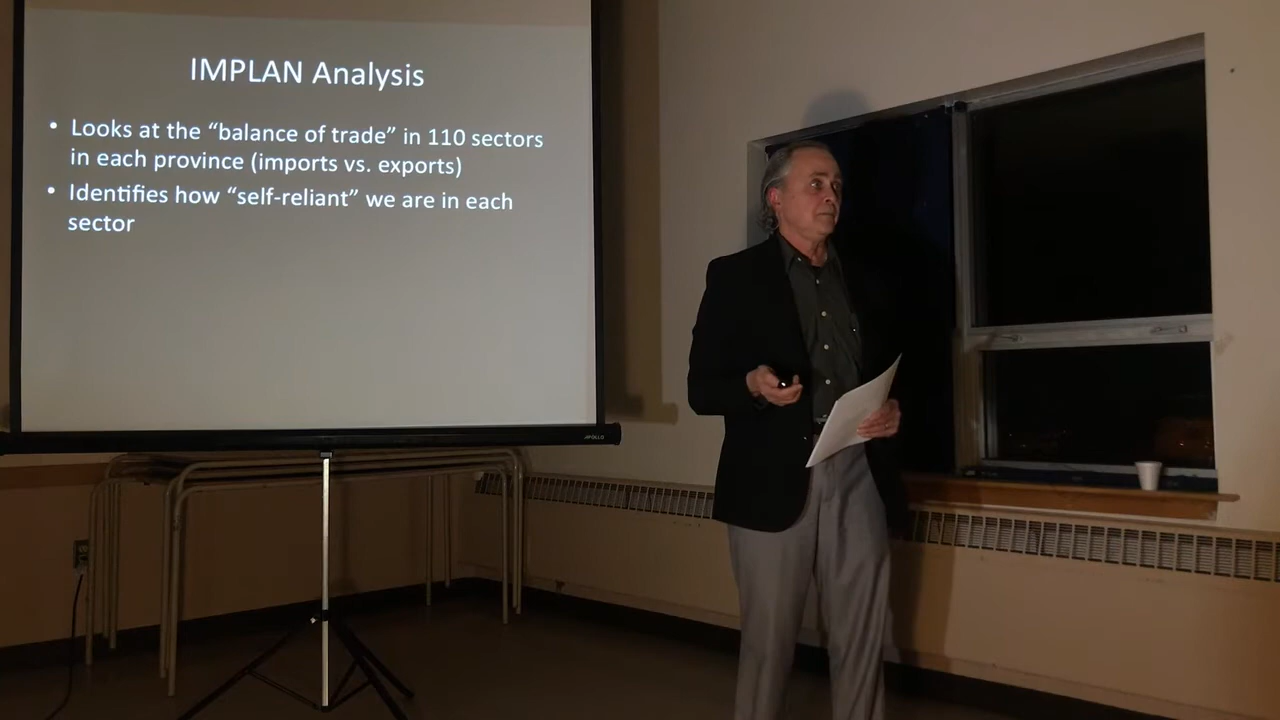 IMPLAN Analysis
• Looks at the “balance of trade” in 110 sectors
in each province (imports vs. exports)
• Identifies how “self-reliant” we are in each
sector
APOLLO